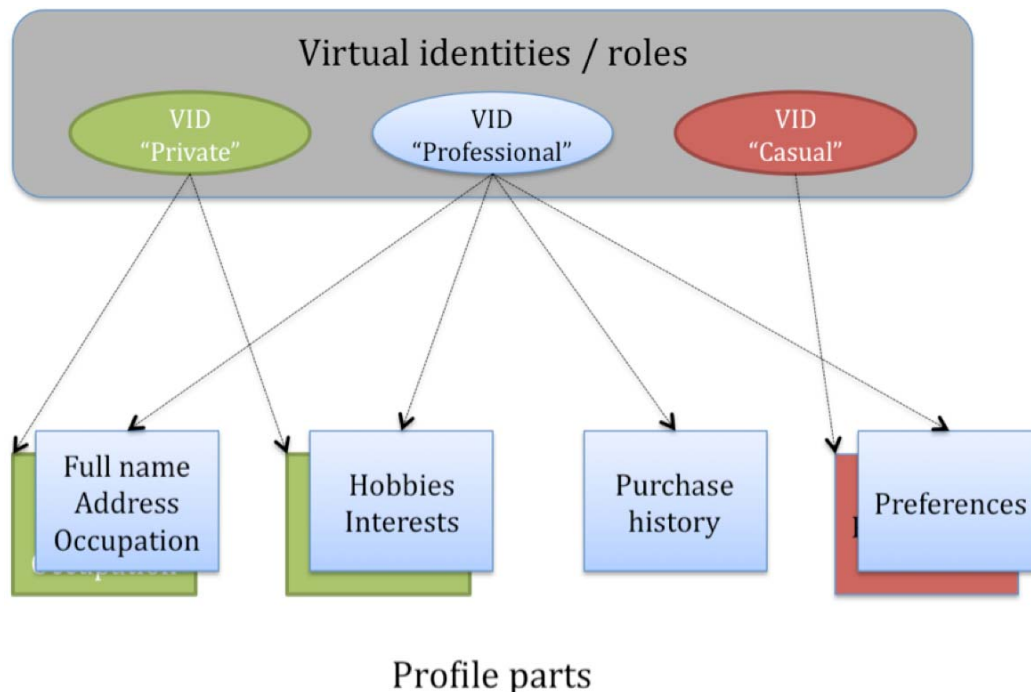 Virtual identities / roles
VID
“Private”
VID
“Professional”
VID
“Casual”
Full name
Address
Occupation
Hobbies
Interests
Purchase
history
Preferences
Profile parts